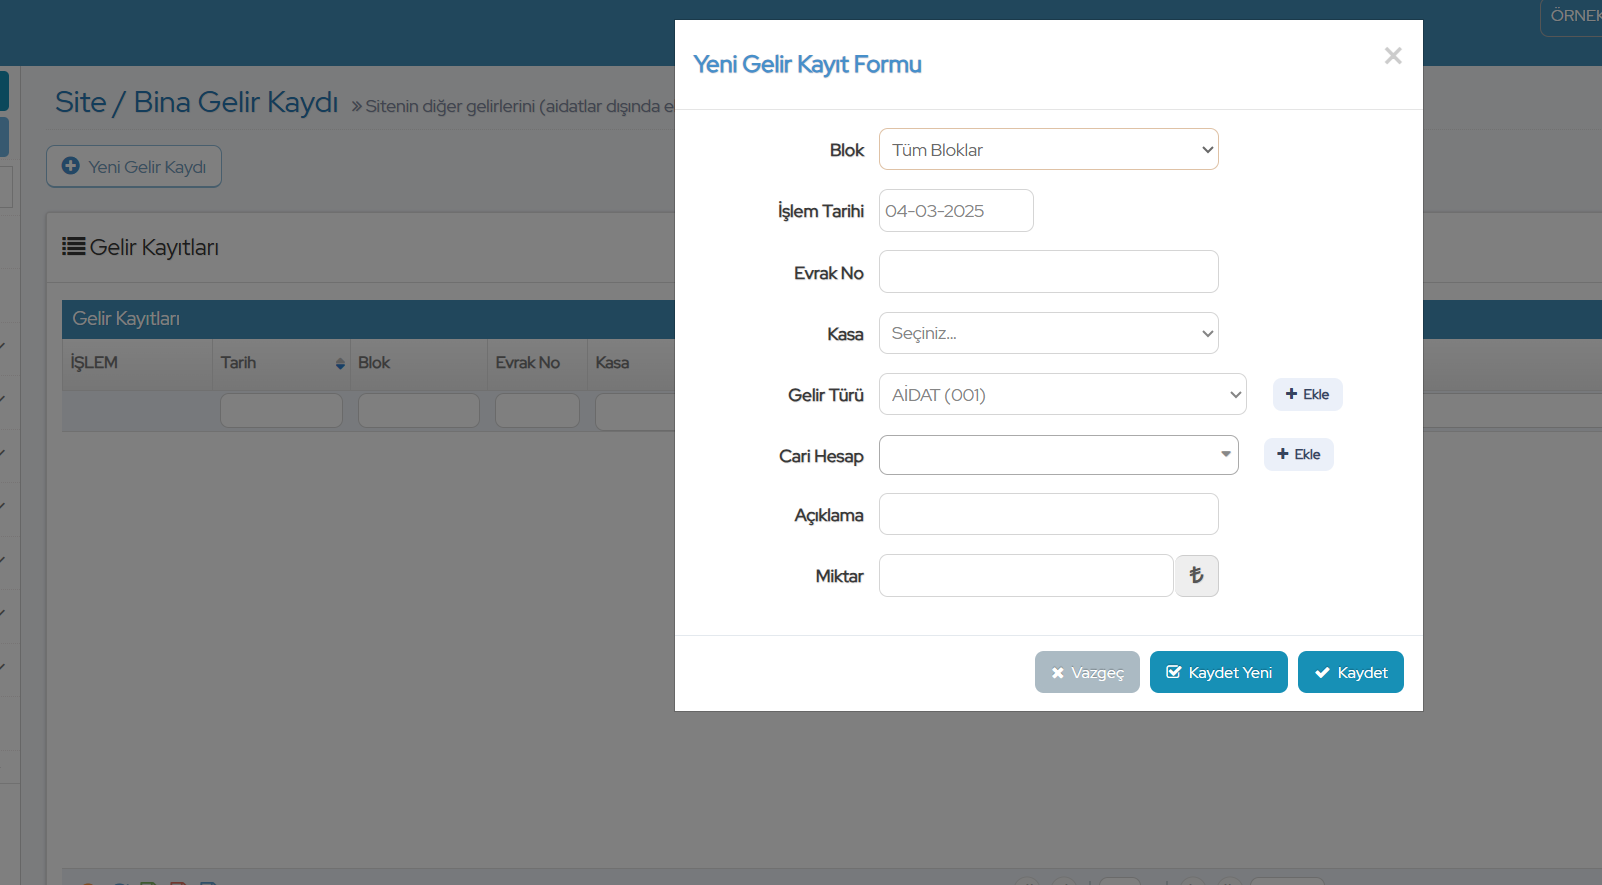 ÖRNEK
Yeni Gelir Kayıt Formu
×
Site / Bina Gelir Kaydı » Sitenin diğer gelirlerini (aidatlar dışında e
Yeni Gelir Kaydı
Blok Tüm Bloklar
İşlem Tarihi 04-03-2025
Evrak No
Kasa Seçiniz...
Gelir Türü AİDAT (001) + Ekle
Cari Hesap + Ekle
Açıklama
Miktar ₺
Vazgeç Kaydet Yeni Kaydet
Gelir Kayıtları
Gelir Kayıtları
İŞLEM Tarih Blok Evrak No Kasa